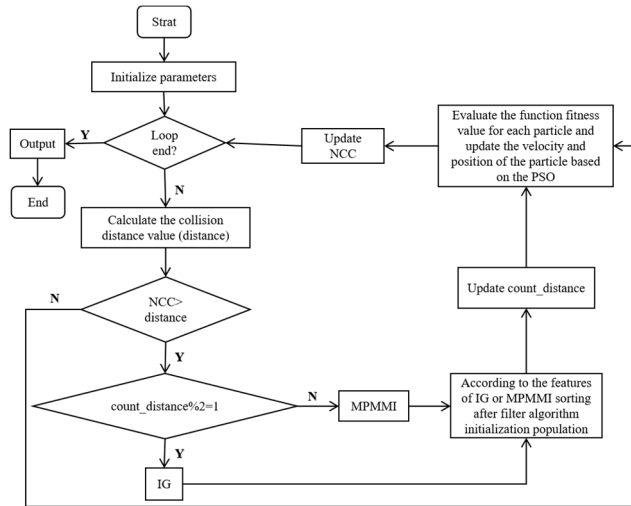 Strat
Initialize parameters
Loop
end?
Y
Output
End
N
Update
NCC
Evaluate the function fitness
value for each particle and
update the velocity and
position of the particle based
on the PSO
Calculate the collision
distance value (distance)
NCC>
distance
N
Y
Update count_distance
count_distance%2=1
N
MPMMI
According to the features
of IG or MPMMI sorting
after filter algorithm
initialization population
Y
IG